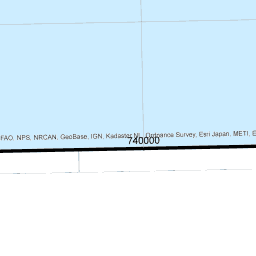 FAO, NPS, NRCAN, GeoBase, IGN, Kadaster NL, Ordnance Survey, Esri Japan, METI,
740000